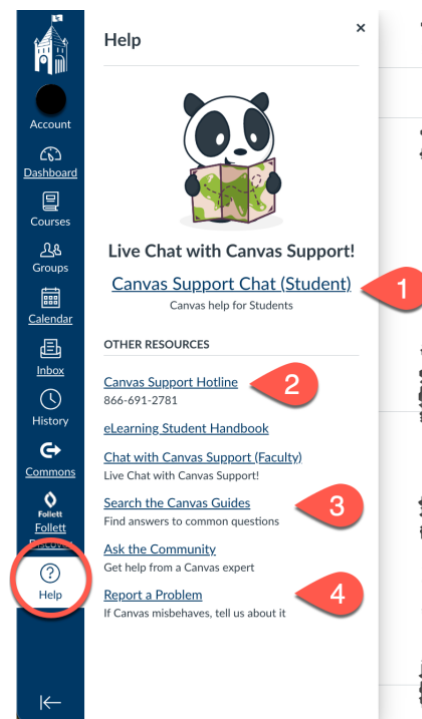 Help
×
Account
Dashboard
Courses
Groups
Calendar
Inbox
History
Commons
Follett
Follett
Help
Live Chat with Canvas Support!
Canvas Support Chat (Student)
1
Canvas help for Students
OTHER RESOURCES
Canvas Support Hotline
2
866-691-2781
eLearning Student Handbook
Chat with Canvas Support (Faculty)
Live Chat with Canvas Support!
Search the Canvas Guides
3
Find answers to common questions
Ask the Community
Get help from a Canvas expert
Report a Problem
4
If Canvas misbehaves, tell us about it